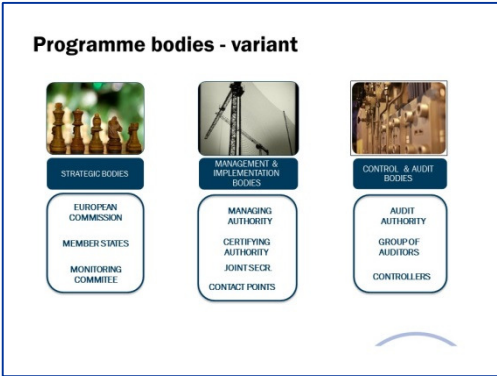 Programme bodies - variant
STRATEGIC BODIES
EUROPEAN
COMMISSION
MEMBER STATES
MONITORING
COMMITEE
MANAGEMENT &
IMPLEMENTATION
BODIES
MANAGING
AUTHORITY
CERTIFYING
AUTHORITY
JOINT SECR.
CONTACT POINTS
CONTROL & AUDIT
BODIES
AUDIT
AUTHORITY
GROUP OF
AUDITORS
CONTROLLERS